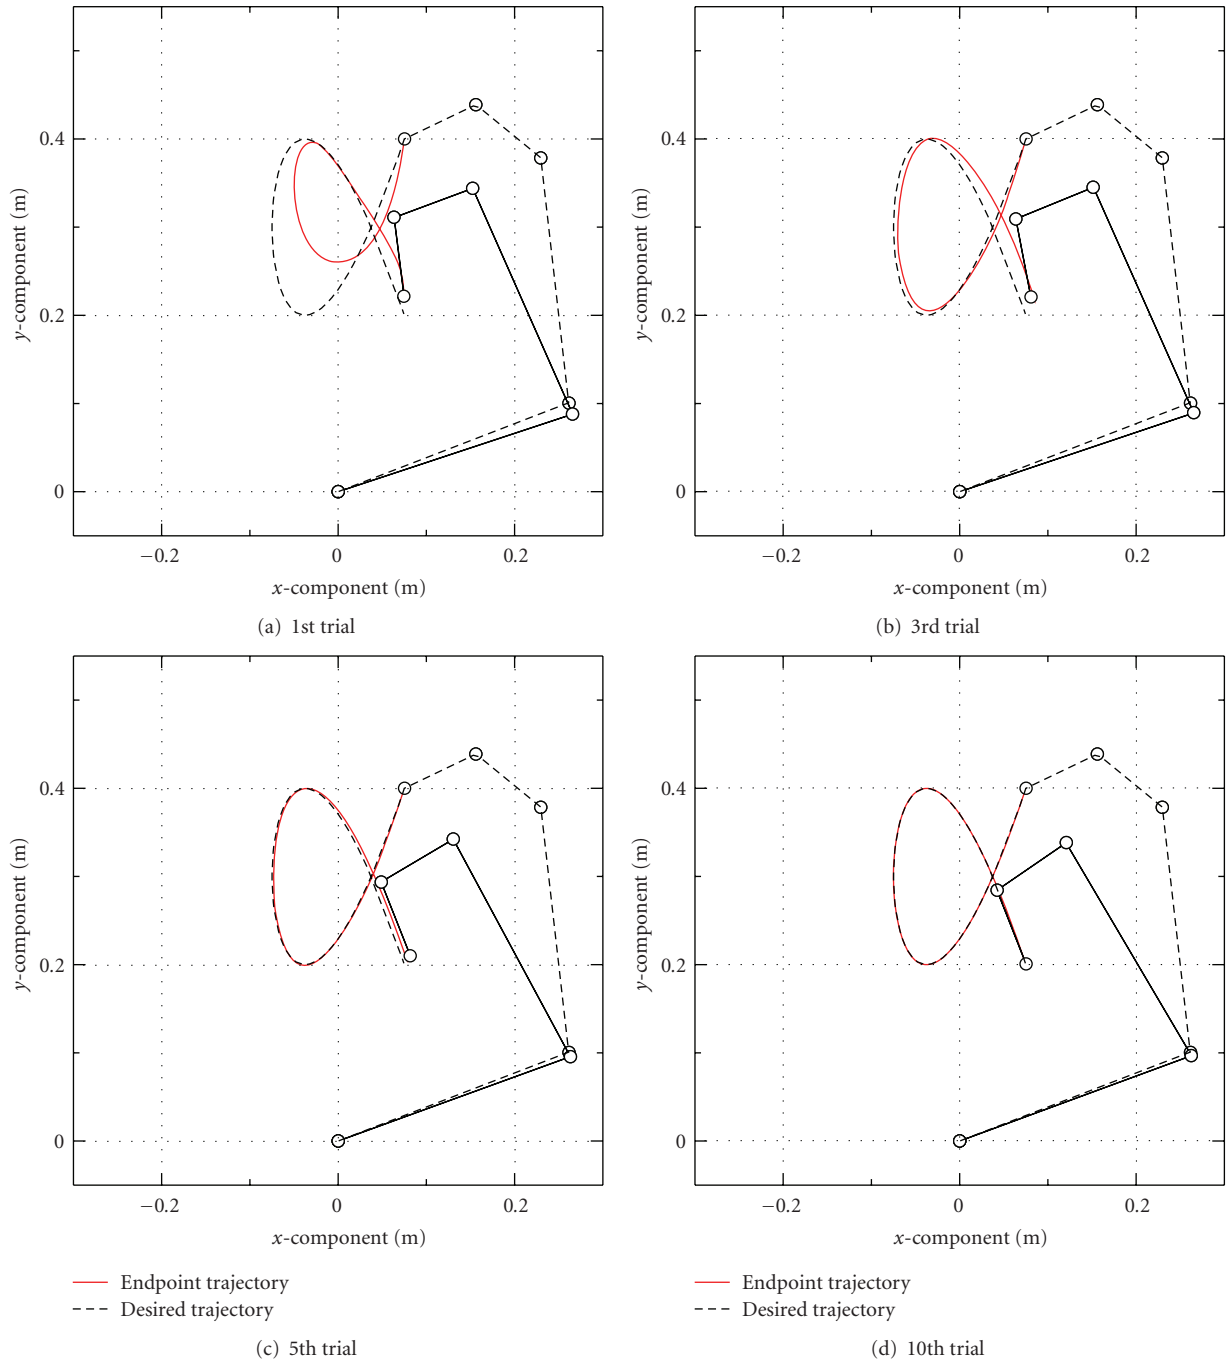 0.4
0.2
0
y-component (m)
−0.2
0
0.2
x-component (m)
(a) 1st trial
0.4
0.2
0
y-component (m)
−0.2
0
0.2
x-component (m)
(b) 3rd trial
0.4
0.2
0
y-component (m)
−0.2
0
0.2
x-component (m)
Endpoint trajectory
Desired trajectory
(c) 5th trial
0.4
0.2
0
y-component (m)
−0.2
0
0.2
x-component (m)
Endpoint trajectory
Desired trajectory
(d) 10th trial